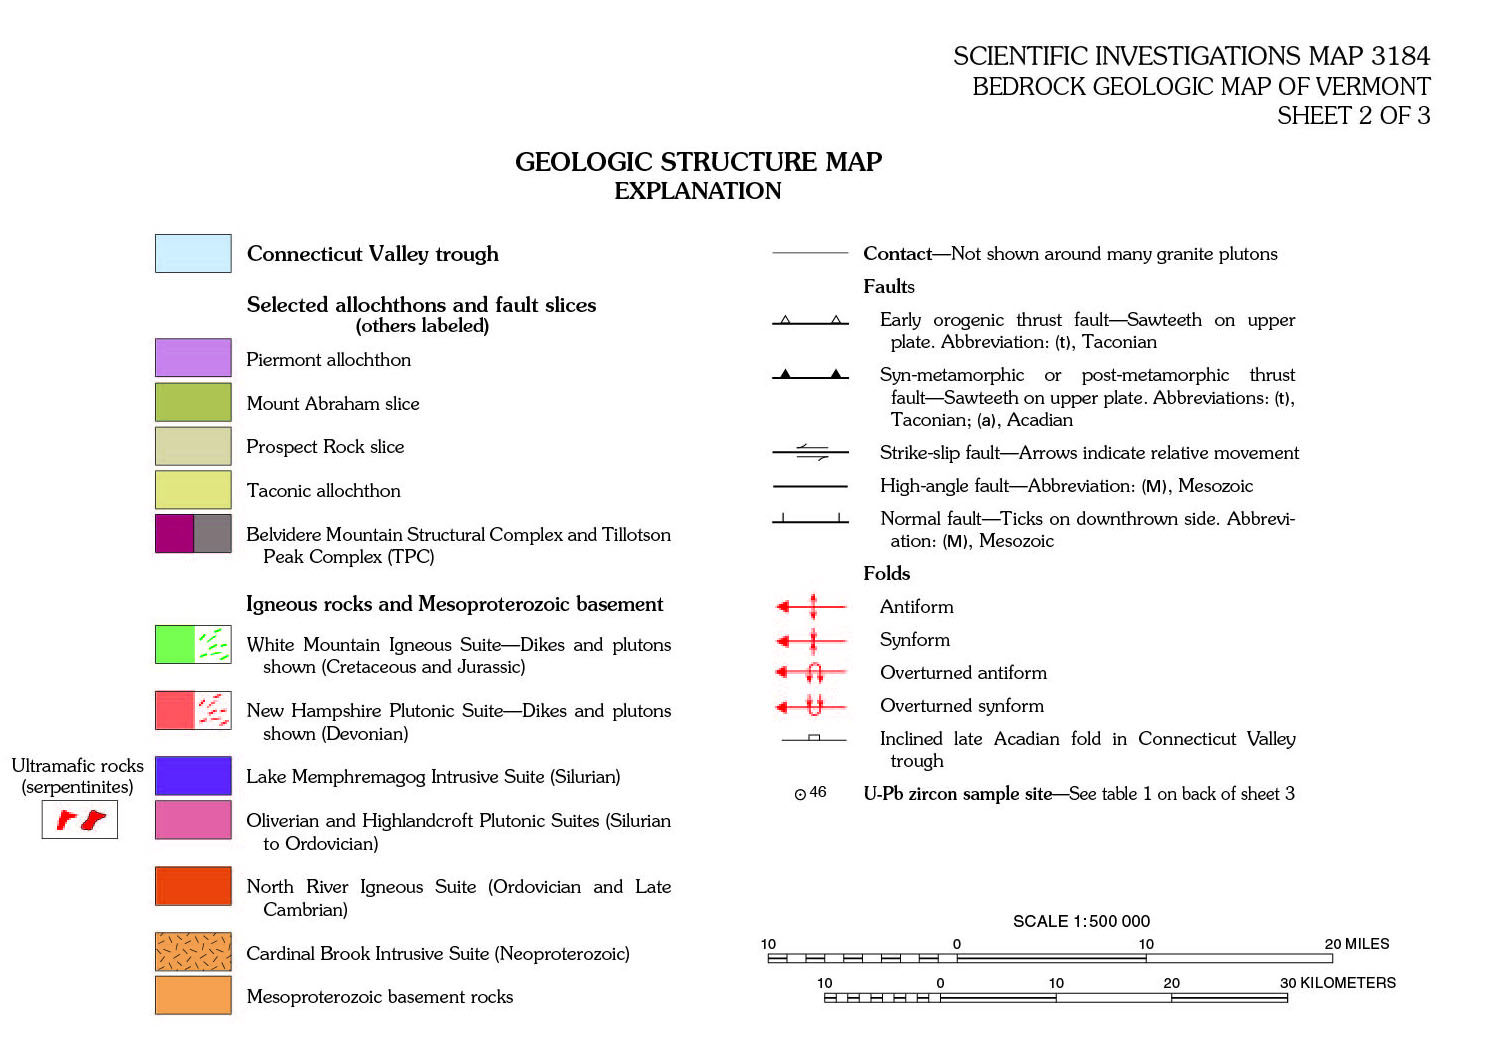 SCIENTIFIC INVESTIGATIONS MAP 3184
BEDROCK GEOLOGIC MAP OF VERMONT
SHEET 2 OF 3
GEOLOGIC STRUCTURE MAP
EXPLANATION
Connecticut Valley trough
Selected allochthons and fault slices
(others labeled)
Piermont allochthon
Mount Abraham slice
Prospect Rock slice
Taconic allochthon
Belvidere Mountain Structural Complex and Tillotson
Peak Complex (TPC)
Igneous rocks and Mesoproterozoic basement
White Mountain Igneous Suite—Dikes and plutons
shown (Cretaceous and Jurassic)
New Hampshire Plutonic Suite—Dikes and plutons
shown (Devonian)
Ultramafic rocks
(serpentinites)
Lake Memphremagog Intrusive Suite (Silurian)
Oliverian and Highlandcroft Plutonic Suites (Silurian
to Ordovician)
North River Igneous Suite (Ordovician and Late
Cambrian)
Cardinal Brook Intrusive Suite (Neoproterozoic)
Mesoproterozoic basement rocks
Contact—Not shown around many granite plutons
Faults
Early orogenic thrust fault—Sawteeth on upper
plate. Abbreviation: (t), Taconian
Syn-metamorphic or post-metamorphic thrust
fault—Sawteeth on upper plate. Abbreviations: (t),
Taconian; (a), Acadian
Strike-slip fault—Arrows indicate relative movement
High-angle fault—Abbreviation: (M), Mesozoic
Normal fault—Ticks on downthrown side. Abbrevi-
ation: (M), Mesozoic
Folds
Antiform
Synform
Overturned antiform
Overturned synform
Inclined late Acadian fold in Connecticut Valley
trough
46 U-Pb zircon sample site—See table 1 on back of sheet 3
SCALE 1:500 000
10 0 10 20 MILES
10 0 10 20 30 KILOMETERS